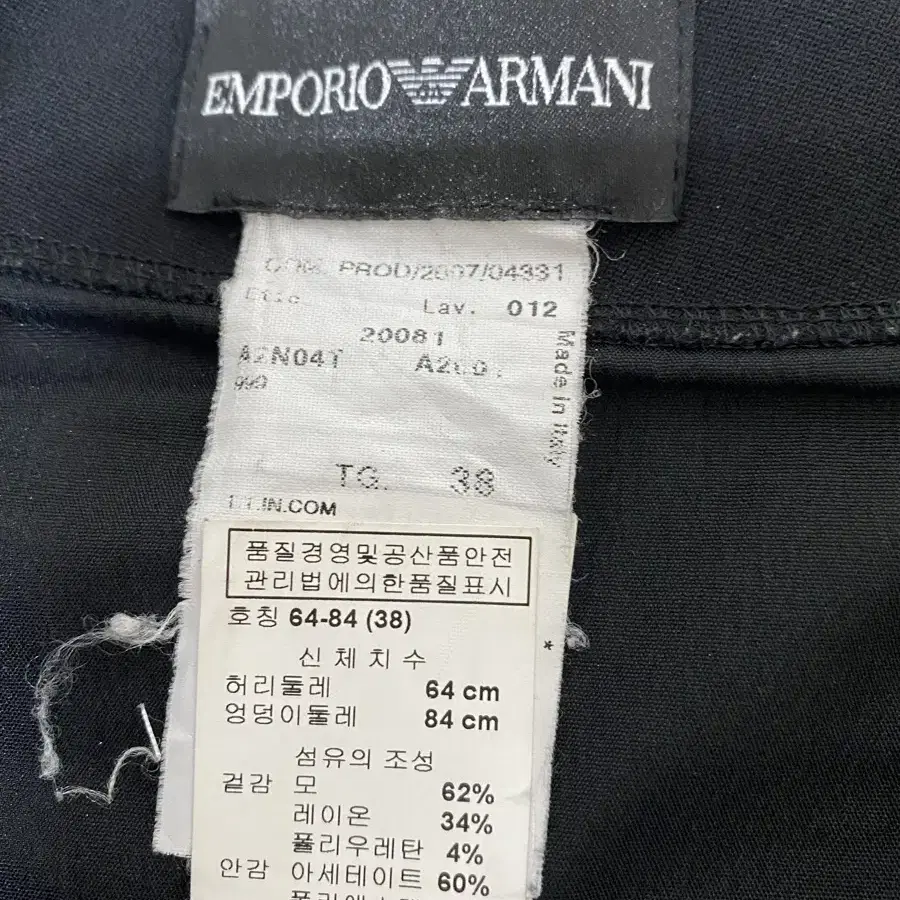 EMPORIO ARMANI
COM. PROD/2007/04331
Lav. 012
20081
A2N04T
999
Made in Italy
TG. 38
IN.COM
품질경영및공산품안전
관리법에의한품질표시
호칭 64-84 (38)
*
신체치수
허리둘레 64 cm
엉덩이둘레 84 cm
섬유의 조성
겉감 모 62%
레이온 34%
폴리우레탄 4%
안감 아세테이트 60%